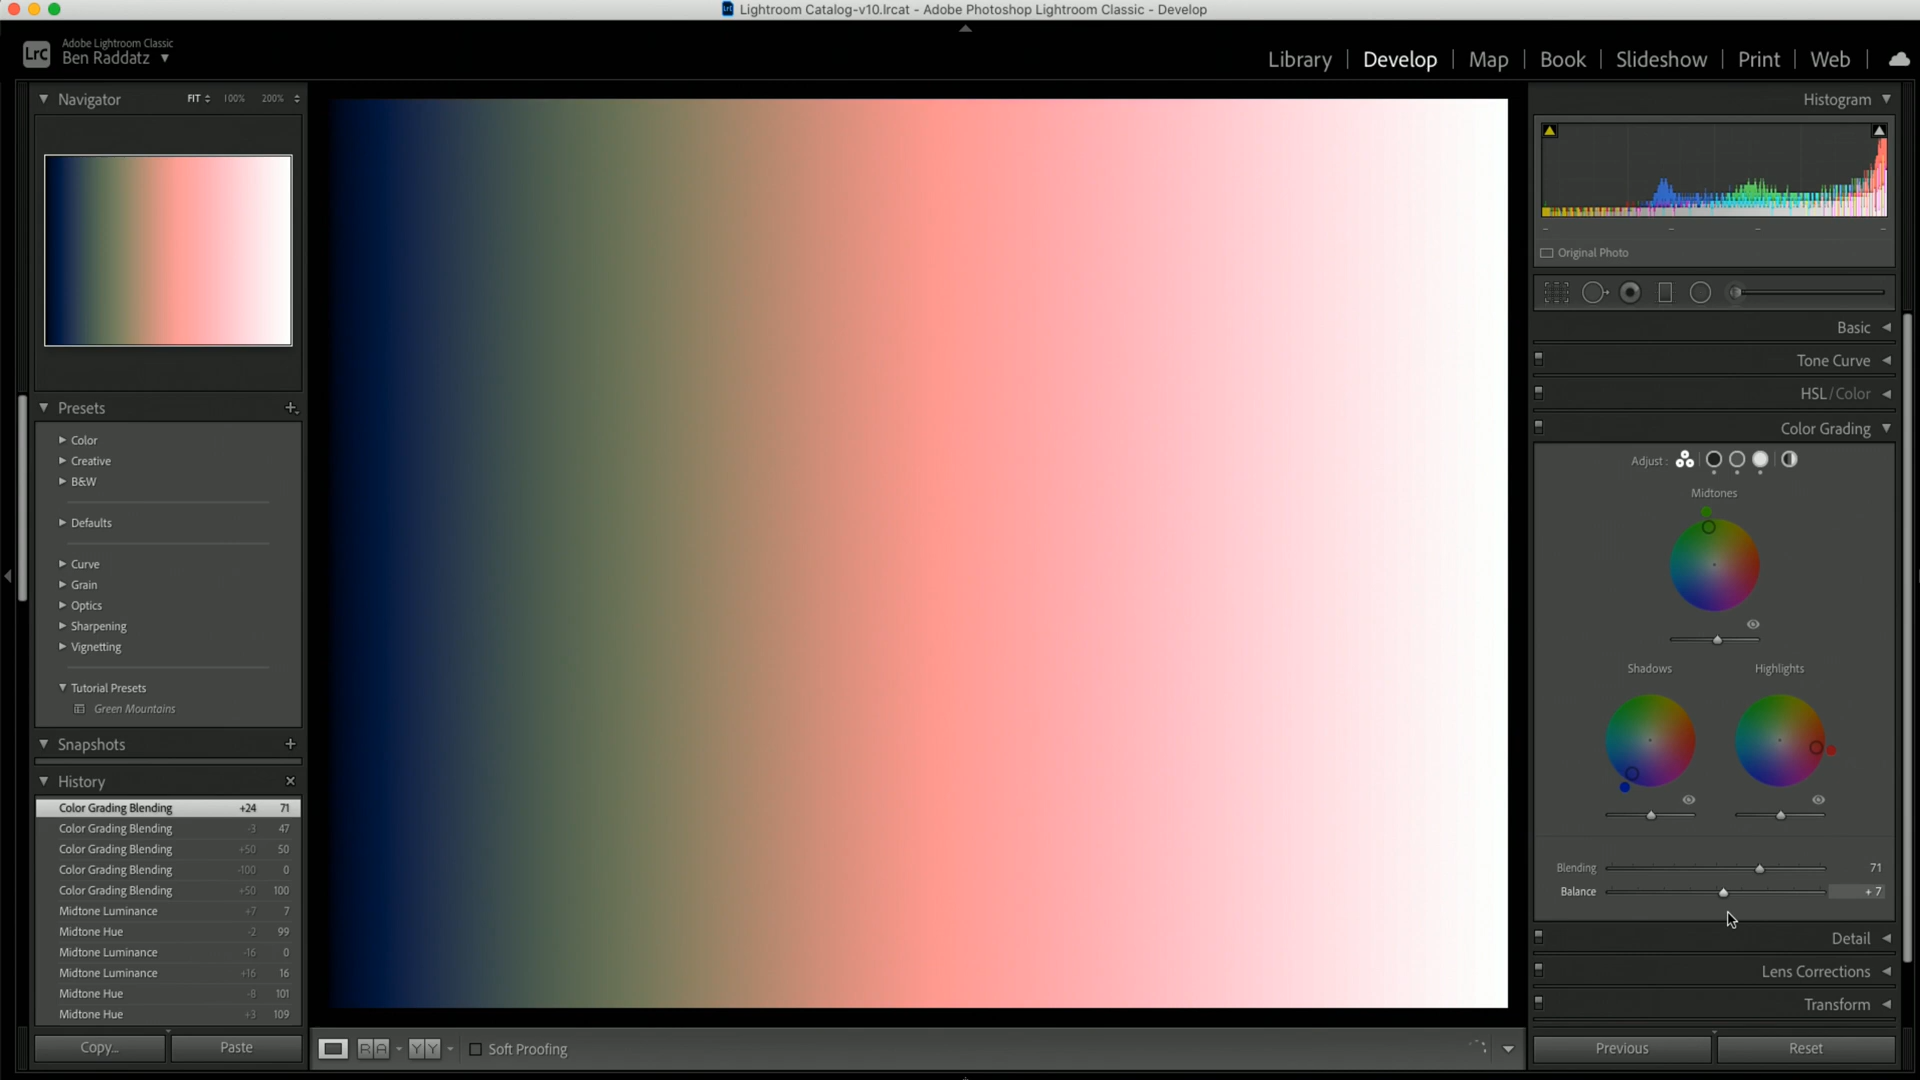 Lightroom Catalog-v10.lrcat - Adobe Photoshop Lightroom Classic - Develop
LrC
Adobe Lightroom Classic
Ben Raddatz
Library | Develop | Map | Book | Slideshow | Print | Web
Navigator
FIT 100% 200%
Presets
Color
Creative
B&W
Defaults
Curve
Grain
Optics
Sharpening
Vignetting
Tutorial Presets
Green Mountains
Snapshots
History
Color Grading Blending +24 71
Color Grading Blending -3 47
Color Grading Blending +50 50
Color Grading Blending -100 0
Color Grading Blending +50 100
Midtone Luminance +7 7
Midtone Hue -2 99
Midtone Luminance -16 0
Midtone Luminance +16 16
Midtone Hue -8 101
Midtone Hue +3 109
Copy... Paste
R A Y Y Soft Proofing
Histogram
Original Photo
Basic
Tone Curve
HSL / Color
Color Grading
Adjust :
Midtones
Shadows Highlights
Blending 71
Balance + 7
Detail
Lens Corrections
Transform
Previous Reset